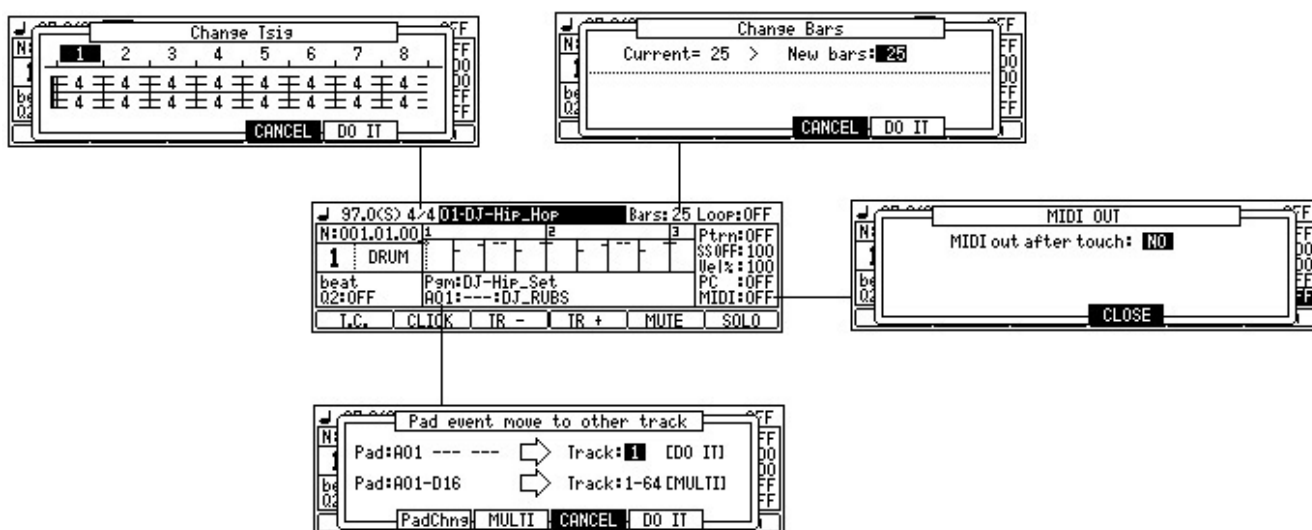 Change Tsig
1 2 3 4 5 6 7 8
4 4 4 4 4 4 4 4
4 4 4 4 4 4 4 4
CANCEL DO IT
Change Bars
Current= 25 > New bars: 25
CANCEL DO IT
97.0(S) 4/4 01-DJ-Hip_Hop Bars: 25 Loop:OFF
N:001.01.00 1 2 3 Ptrn:OFF
SSOFF:100
1 DRUM Vel%:100
beat Pgm:DJ-Hip_Set PC :OFF
Q2:OFF A01:---:DJ_RUBS MIDI:OFF
T.C. CLICK TR - TR + MUTE SOLO
MIDI OUT
MIDI out after touch: NO
CLOSE
Pad event move to other track
Pad:A01 --- --- Track:1 [DO IT]
Pad:A01-D16 Track:1-64 [MULTI]
PadChng MULTI CANCEL DO IT